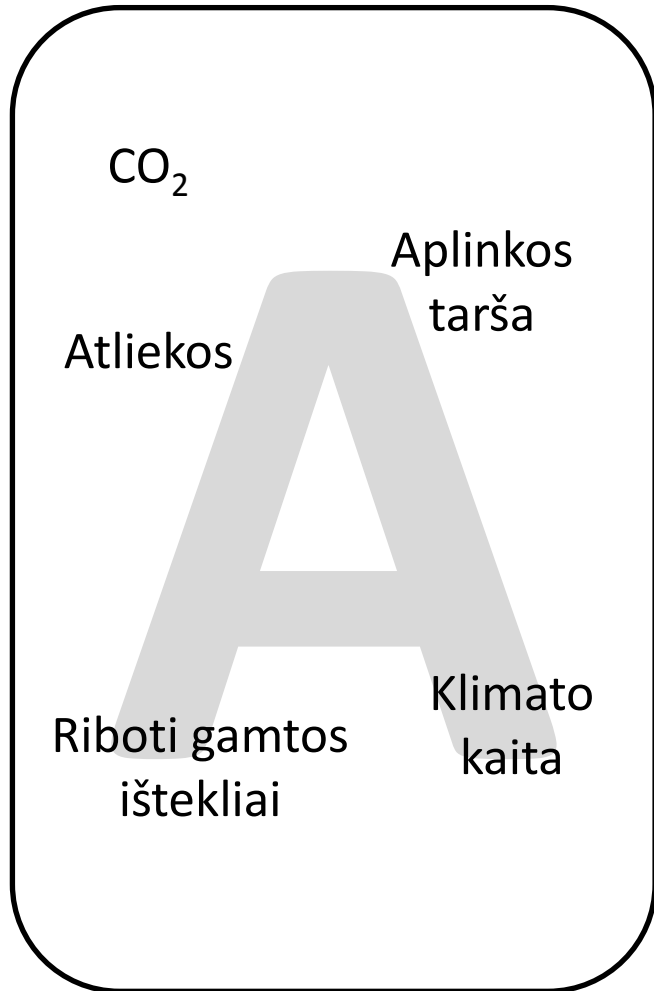 CO₂
Aplinkos
tarša
Atliekos
A
Klimato
kaita
Riboti gamtos
ištekliai